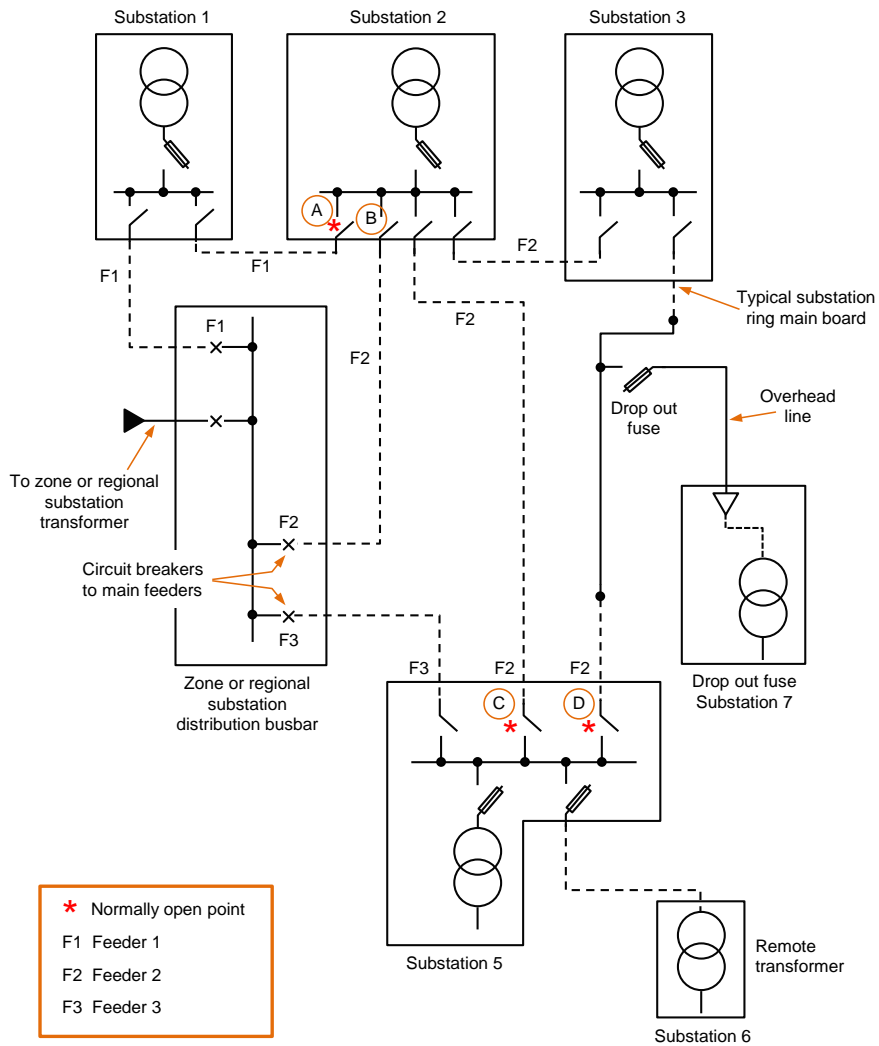 Substation 1
Substation 2
Substation 3
A
*
B
F1
F1
F2
F2
F2
Typical substation
ring main board
F1
Drop out
fuse
Overhead
line
To zone or regional
substation
transformer
F2
Circuit breakers
to main feeders
F3
Zone or regional
substation
distribution busbar
F3
F2
F2
C
*
D
*
Drop out fuse
Substation 7
Substation 5
Remote
transformer
Substation 6
* Normally open point
F1 Feeder 1
F2 Feeder 2
F3 Feeder 3